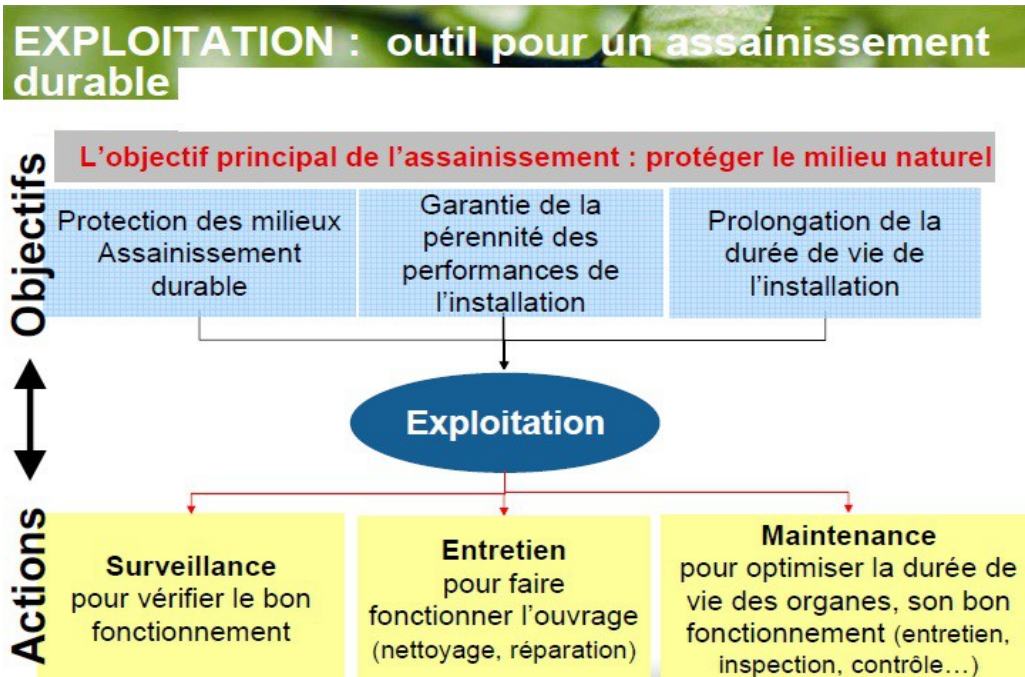 EXPLOITATION : outil pour un assainissement
durable
Objectifs
L'objectif principal de l'assainissement : protéger le milieu naturel
Protection des milieux
Assainissement
durable
Garantie de la
pérennité des
performances de
l'installation
Prolongation de la
durée de vie de
l'installation
Exploitation
Actions
Surveillance
pour vérifier le bon
fonctionnement
Entretien
pour faire
fonctionner l'ouvrage
(nettoyage, réparation)
Maintenance
pour optimiser la durée de
vie des organes, son bon
fonctionnement (entretien,
inspection, contrôle…)